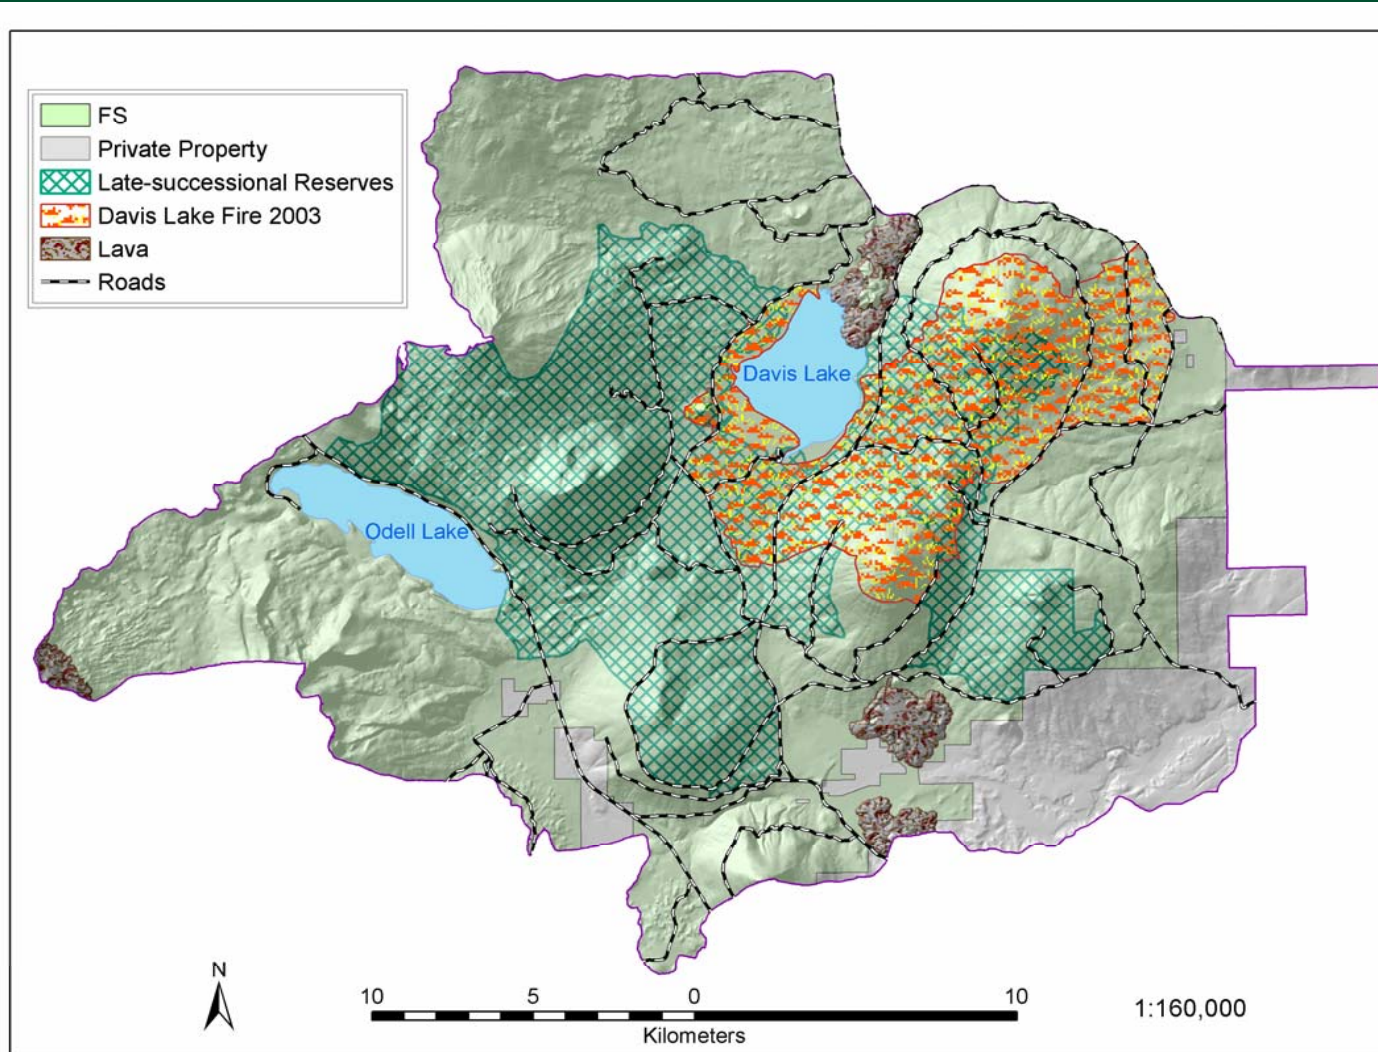 FS
Private Property
Late-successional Reserves
Davis Lake Fire 2003
Lava
Roads
Davis Lake
Odell Lake
N
10 5 0 10
Kilometers
1:160,000